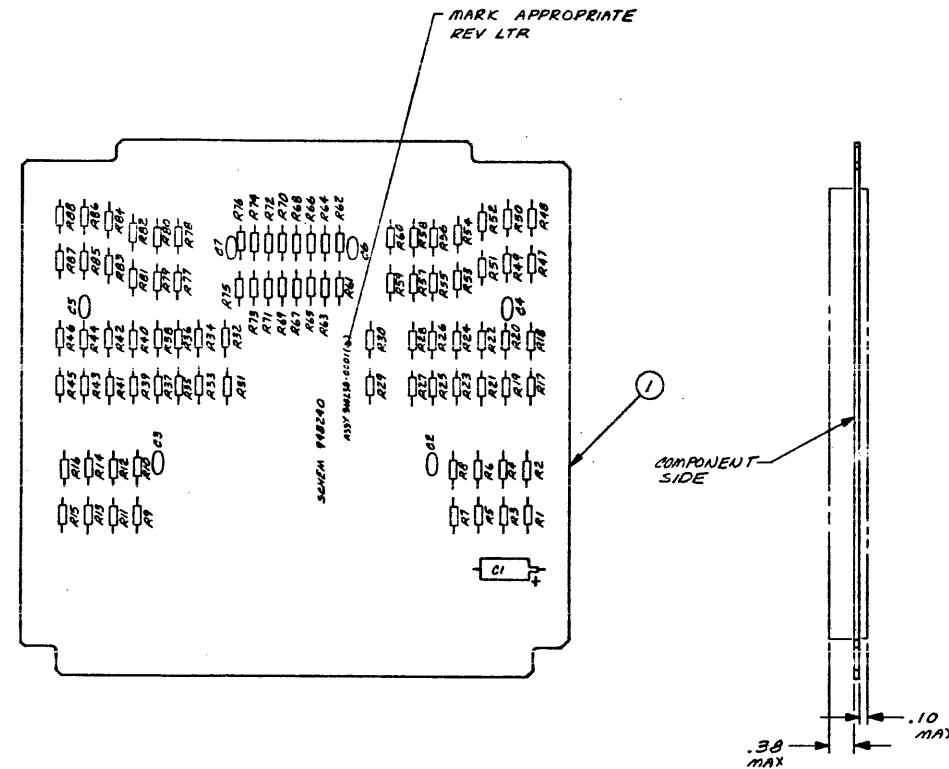 MARK APPROPRIATE
REV LTR
R88 R86 R84 R82 R80 R78
R76 R74 R72 R70 R68 R66 R64 R62
R60 R58 R56 R54 R52 R50 R48
C7 C6
R87 R85 R83 R81 R79 R77
R75 R73 R71 R69 R67 R65 R63 R61
R59 R57 R55 R53 R51 R49 R47
C5 C4
R46 R44 R42 R40 R38 R36 R34 R32
R30 R28 R26 R24 R22 R20 R18
R45 R43 R41 R39 R37 R35 R33 R31
R29 R27 R25 R23 R21 R19 R17
SCHEM 948240
1
C3 C2
R16 R14 R12 R10
R8 R6 R4 R2
R15 R13 R11 R9
R7 R5 R3 R1
C1
+
COMPONENT
SIDE
.10
MAX
.38
MAX